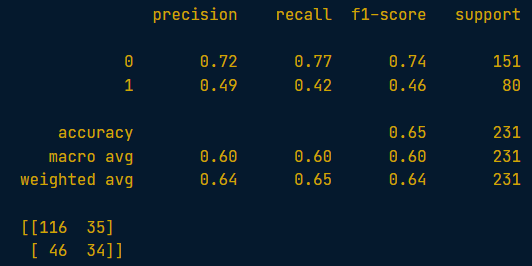 precision recall f1-score support
0 0.72 0.77 0.74 151
1 0.49 0.42 0.46 80
accuracy 0.65 231
macro avg 0.60 0.60 0.60 231
weighted avg 0.64 0.65 0.64 231
[[116 35]
[ 46 34]]